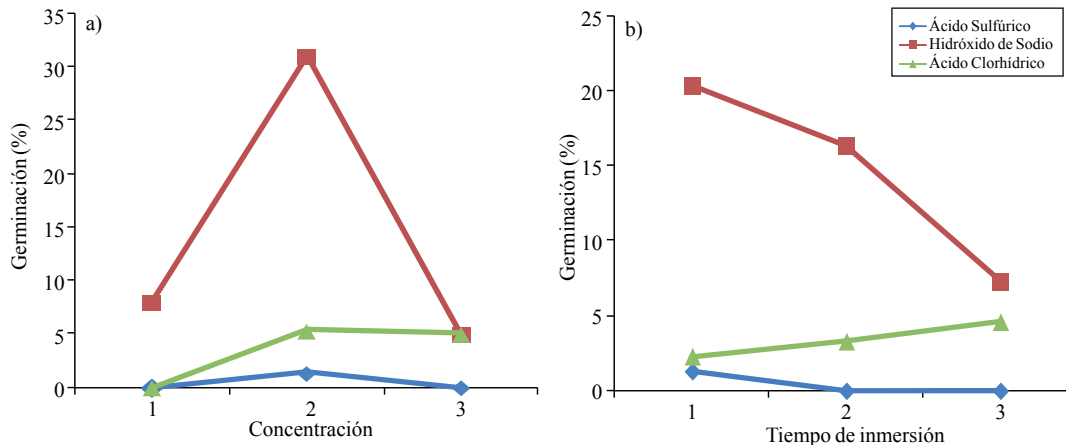 a)
35
30
25
20
15
10
5
0
Germinación (%)
1 2 3
Concentración
b)
25
20
15
10
5
0
Germinación (%)
1 2 3
Tiempo de inmersión
Ácido Sulfúrico
Hidróxido de Sodio
Ácido Clorhídrico